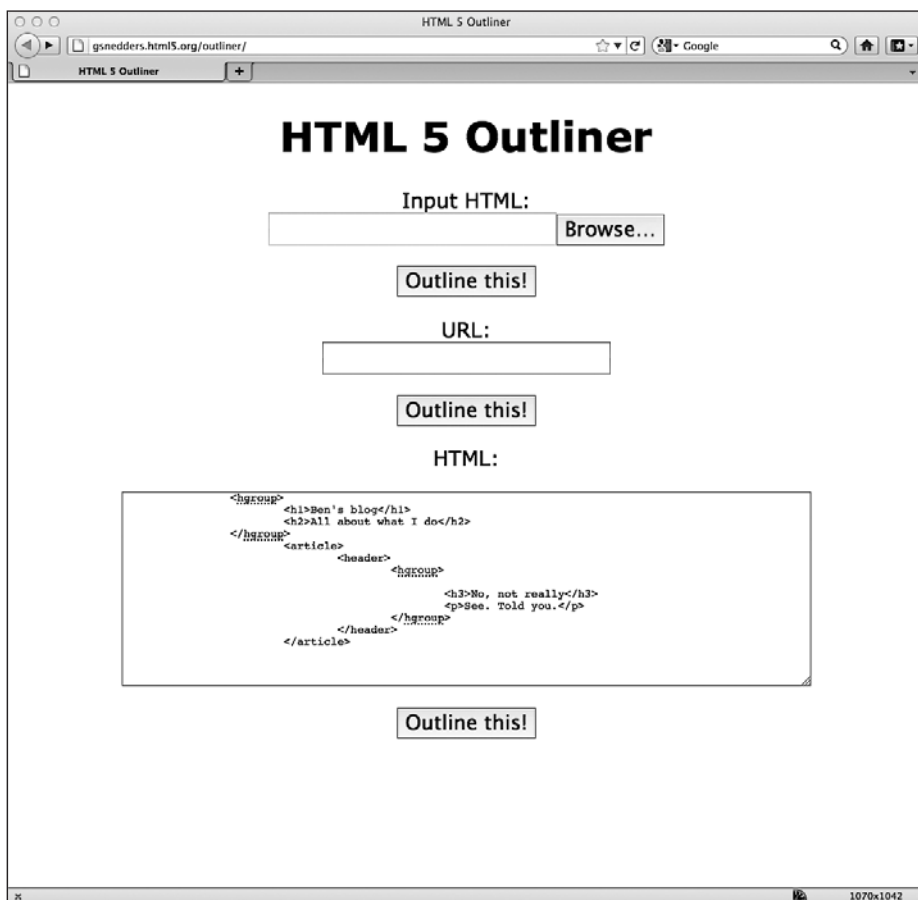 HTML 5 Outliner
gsnedders.html5.org/outliner/
Google
HTML 5 Outliner
HTML 5 Outliner
Input HTML:
Browse...
Outline this!
URL:
Outline this!
HTML:
<hgroup>
<h1>Ben's blog</h1>
<h2>All about what I do</h2>
</hgroup>
<article>
<header>
<hgroup>
<h3>No, not really</h3>
<p>See. Told you.</p>
</hgroup>
</header>
</article>
Outline this!
1070x1042